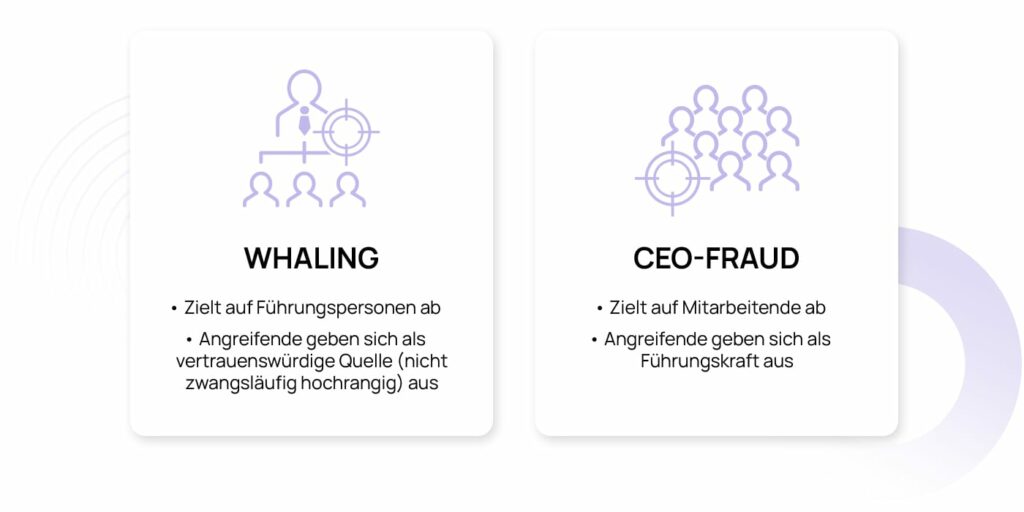 WHALING
• Zielt auf Führungspersonen ab
• Angreifende geben sich als
vertrauenswürdige Quelle (nicht
zwangsläufig hochrangig) aus
CEO-FRAUD
• Zielt auf Mitarbeitende ab
• Angreifende geben sich als
Führungskraft aus